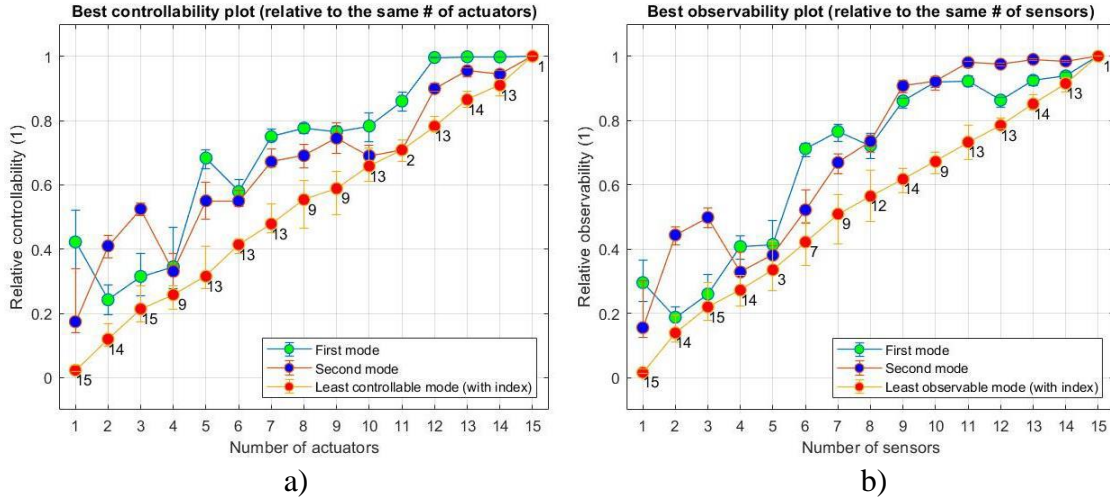 Best controllability plot (relative to the same # of actuators)
Relative controllability (1)
1
0.8
0.6
0.4
0.2
0
15
14
15
9
13
13
13
9
9
13
2
13
14
13
1
First mode
Second mode
Least controllable mode (with index)
1 2 3 4 5 6 7 8 9 10 11 12 13 14 15
Number of actuators
a)
Best observability plot (relative to the same # of sensors)
Relative observability (1)
1
0.8
0.6
0.4
0.2
0
15
14
15
14
3
7
9
12
14
9
13
13
13
13
1
First mode
Second mode
Least observable mode (with index)
1 2 3 4 5 6 7 8 9 10 11 12 13 14 15
Number of sensors
b)